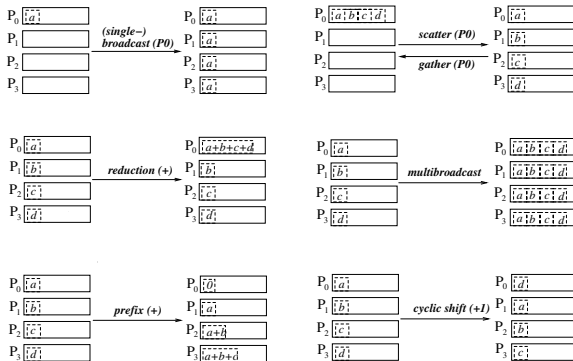 P0 a
P1
P2
P3
(single-)
broadcast (P0)
P0 a
P1 a
P2 a
P3 a
P0 a b c d
P1
P2
P3
scatter (P0)
gather (P0)
P0 a
P1 b
P2 c
P3 d
P0 a
P1 b
P2 c
P3 d
reduction (+)
P0 a+b+c+d
P1 b
P2 c
P3 d
P0 a
P1 b
P2 c
P3 d
multibroadcast
P0 a b c d
P1 a b c d
P2 a b c d
P3 a b c d
P0 a
P1 b
P2 c
P3 d
prefix (+)
P0 0
P1 a
P2 a+b
P3 a+b+c
P0 a
P1 b
P2 c
P3 d
cyclic shift (+1)
P0 d
P1 a
P2 b
P3 c